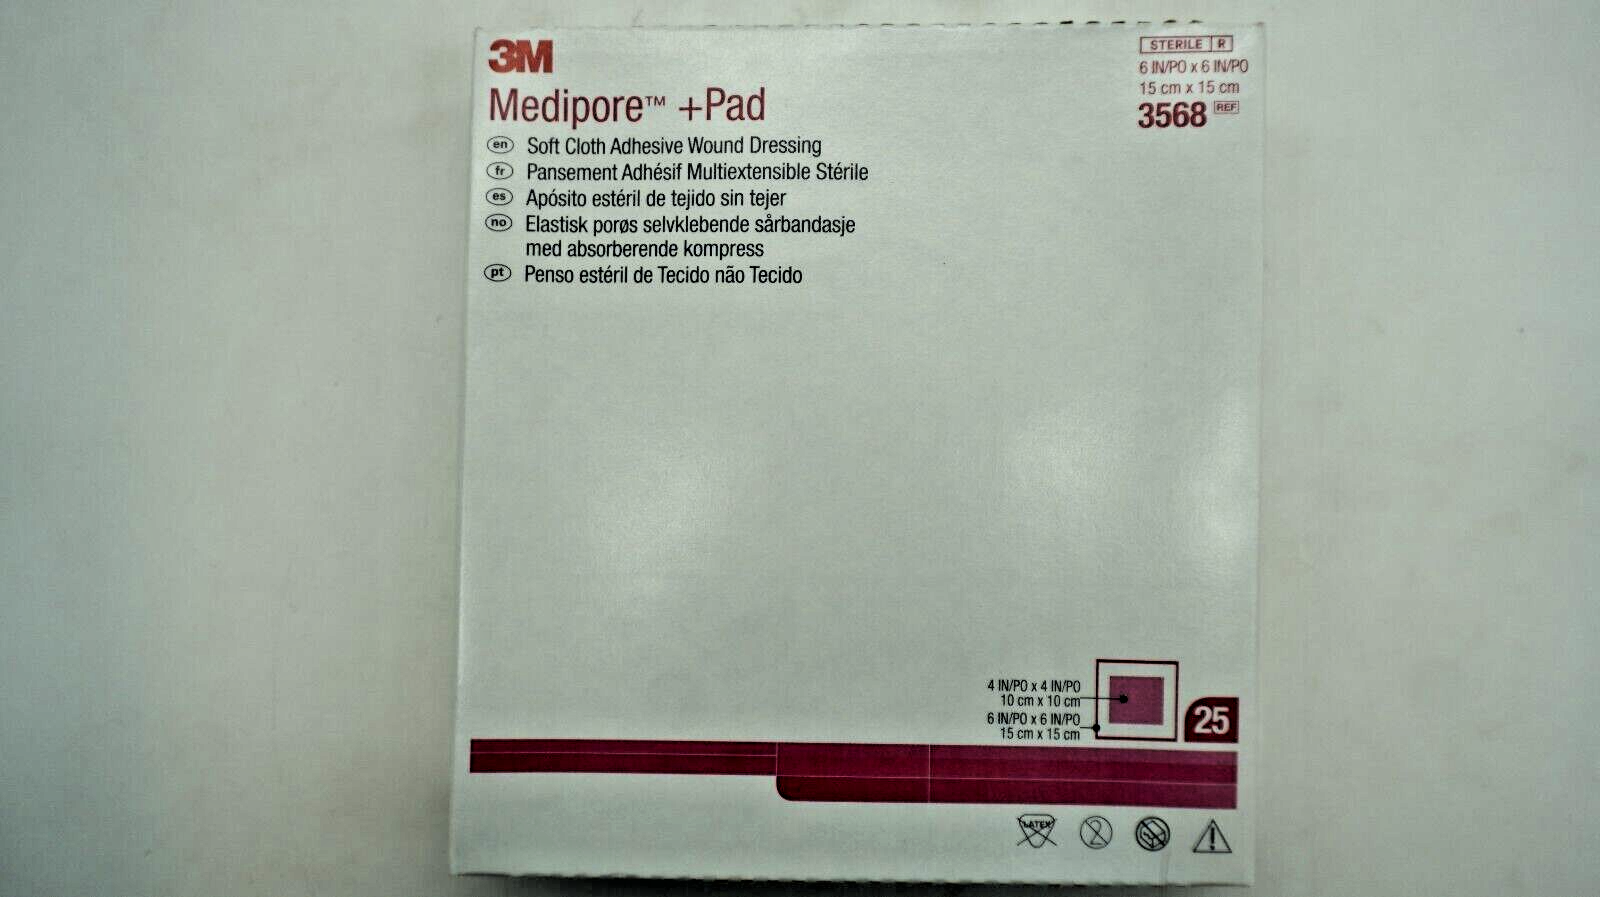 3M
Medipore™ +Pad
en Soft Cloth Adhesive Wound Dressing
fr Pansement Adhésif Multiextensible Stérile
es Apósito estéril de tejido sin tejer
no Elastisk porøs selvklebende sårbandasje
med absorberende kompress
pt Penso estéril de Tecido não Tecido
STERILE R
6 IN/PO x 6 IN/PO
15 cm x 15 cm
3568 REF
4 IN/PO x 4 IN/PO
10 cm x 10 cm
6 IN/PO x 6 IN/PO
15 cm x 15 cm
25
LATEX
2